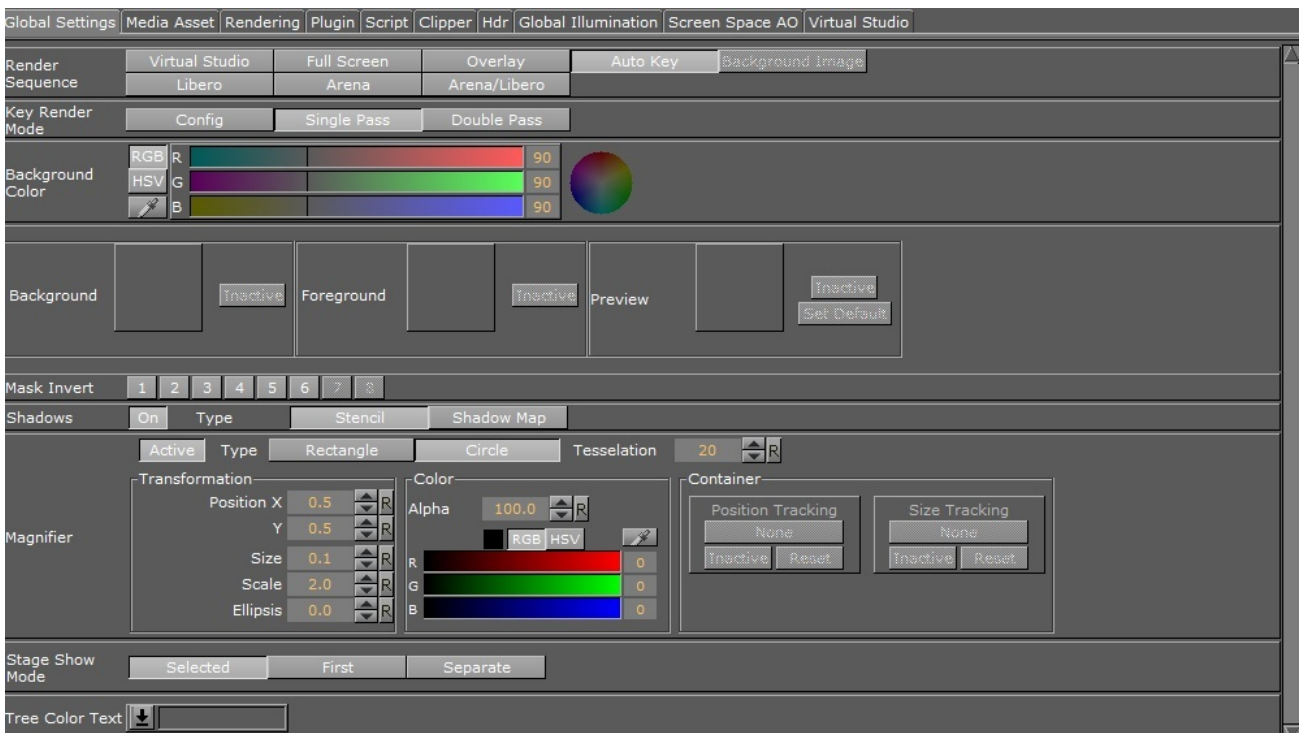 Global Settings Media Asset Rendering Plugin Script Clipper Hdr Global Illumination Screen Space AO Virtual Studio
Render Sequence
Virtual Studio Full Screen Overlay Auto Key Background Image
Libero Arena Arena/Libero
Key Render Mode
Config Single Pass Double Pass
Background Color
RGB R 90
HSV G 90
B 90
Background Inactive Foreground Inactive Preview Inactive
Set Default
Mask Invert 1 2 3 4 5 6 7 8
Shadows On Type Stencil Shadow Map
Magnifier
Active Type Rectangle Circle Tesselation 20 R
Transformation
Position X 0.5 R
Y 0.5 R
Size 0.1 R
Scale 2.0 R
Ellipsis 0.0 R
Color
Alpha 100.0 R
RGB HSV
R 0
G 0
B 0
Container
Position Tracking
None
Inactive Reset
Size Tracking
None
Inactive Reset
Stage Show Mode
Selected First Separate
Tree Color Text